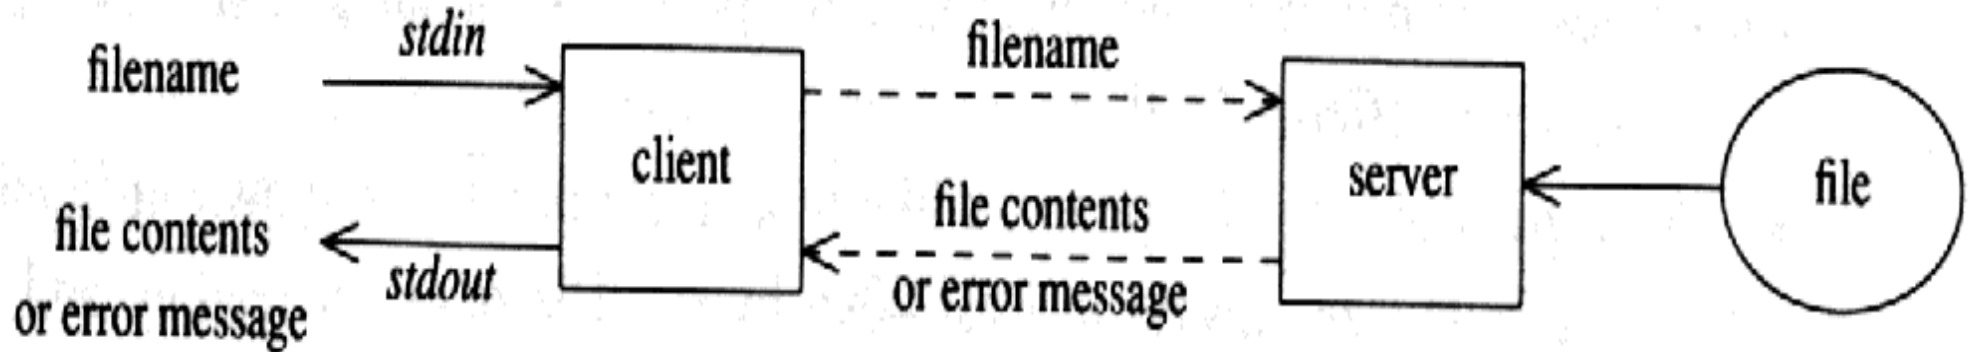 filename
stdin
client
filename
server
file
file contents
or error message
stdout
file contents
or error message